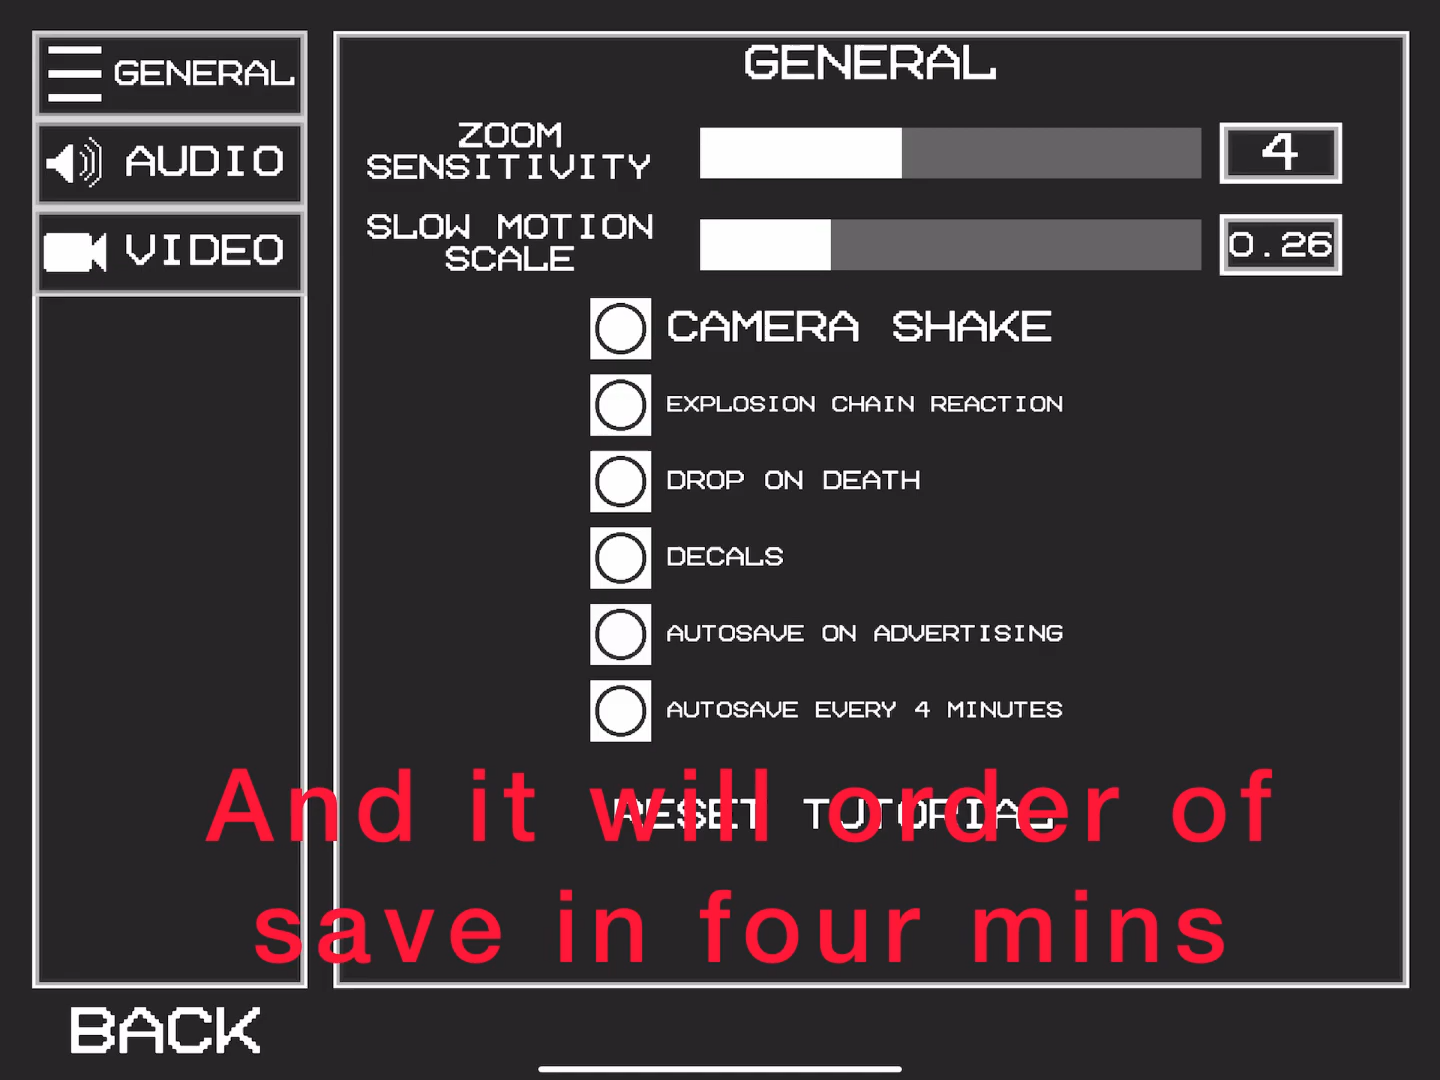 GENERAL
AUDIO
VIDEO
GENERAL
ZOOM
SENSITIVITY
4
SLOW MOTION
SCALE
0.26
CAMERA SHAKE
EXPLOSION CHAIN REACTION
DROP ON DEATH
DECALS
AUTOSAVE ON ADVERTISING
AUTOSAVE EVERY 4 MINUTES
RESET TUTORIAL
And it will order of
save in four mins
BACK